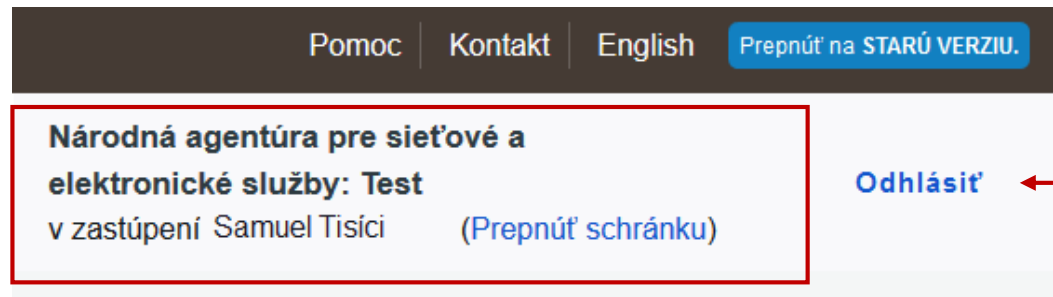 Pomoc Kontakt English Prepnúť na STARÚ VERZIU.
Národná agentúra pre sieťové a
elektronické služby: Test
v zastúpení Samuel Tisíci (Prepnúť schránku)
Odhlásiť